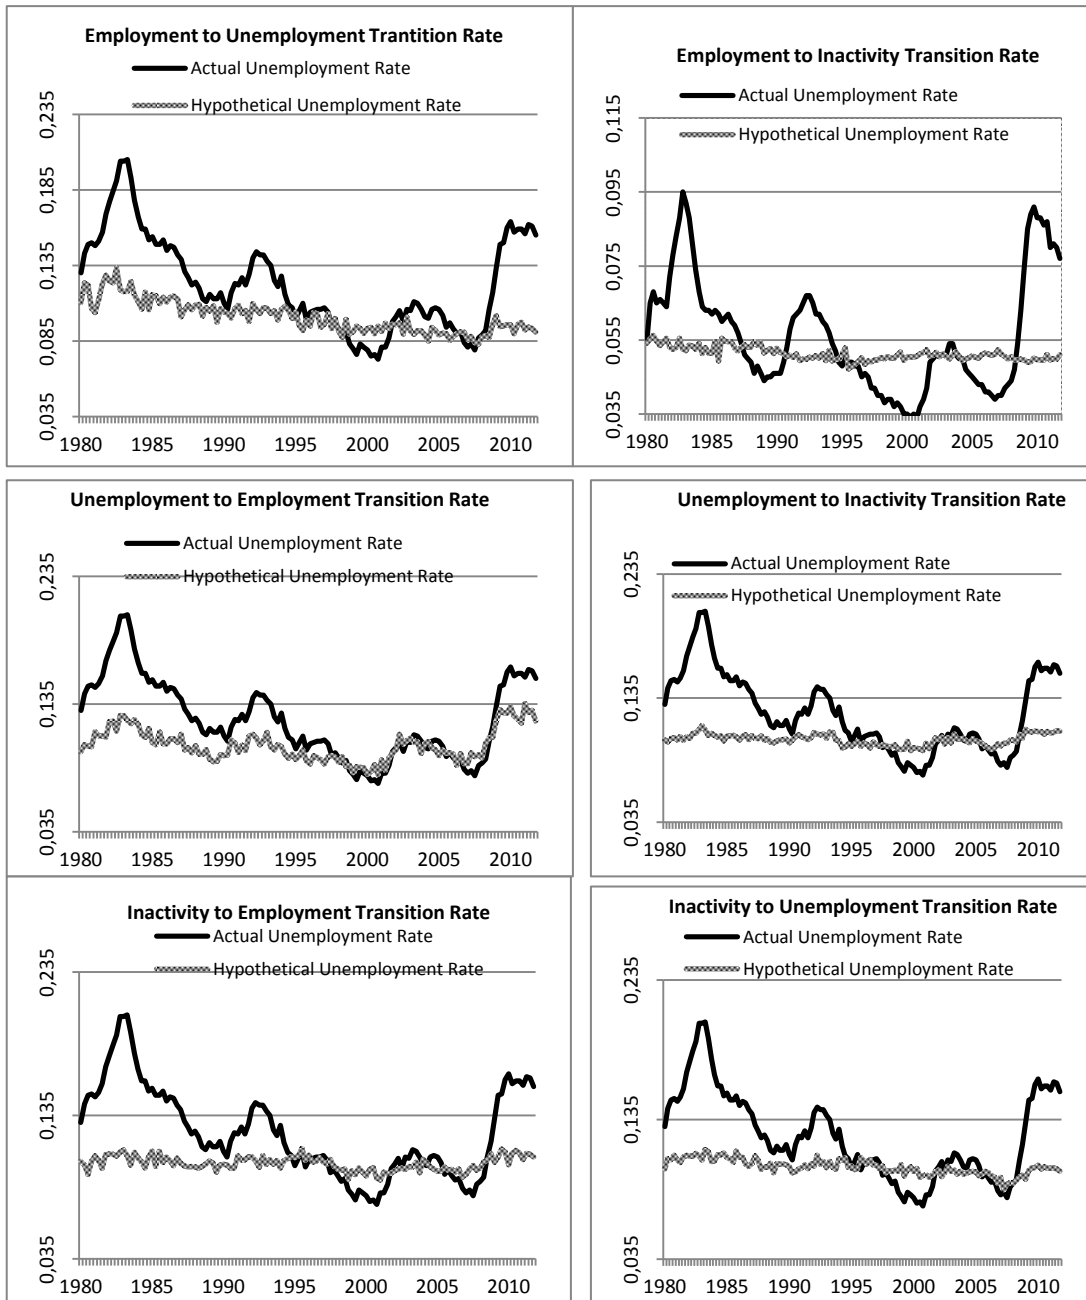 Employment to Unemployment Trantition Rate
Actual Unemployment Rate
Hypothetical Unemployment Rate
0,235
0,185
0,135
0,085
0,035
1980 1985 1990 1995 2000 2005 2010
Employment to Inactivity Transition Rate
Actual Unemployment Rate
Hypothetical Unemployment Rate
0,115
0,095
0,075
0,055
0,035
1980 1985 1990 1995 2000 2005 2010
Unemployment to Employment Transition Rate
Actual Unemployment Rate
Hypothetical Unemployment Rate
0,235
0,135
0,035
1980 1985 1990 1995 2000 2005 2010
Unemployment to Inactivity Transition Rate
Actual Unemployment Rate
Hypothetical Unemployment Rate
0,235
0,135
0,035
1980 1985 1990 1995 2000 2005 2010
Inactivity to Employment Transition Rate
Actual Unemployment Rate
Hypothetical Unemployment Rate
0,235
0,135
0,035
1980 1985 1990 1995 2000 2005 2010
Inactivity to Unemployment Transition Rate
Actual Unemployment Rate
Hypothetical Unemployment Rate
0,235
0,135
0,035
1980 1985 1990 1995 2000 2005 2010